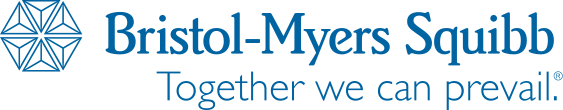 Bristol-Myers Squibb
Together we can prevail.®